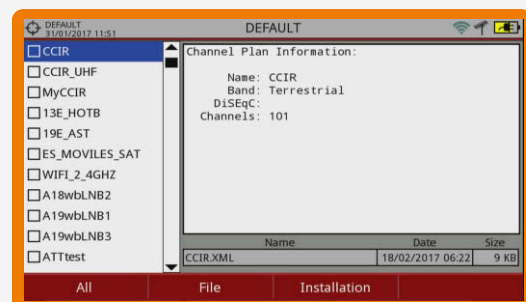 DEFAULT
31/01/2017 11:51
DEFAULT
CCIR
CCIR_UHF
MyCCIR
13E_HOTB
19E_AST
ES_MOVILES_SAT
WIFI_2_4GHZ
A18wbLNB2
A19wbLNB1
A19wbLNB3
ATTtest
Channel Plan Information:
Name: CCIR
Band: Terrestrial
DiSEqC:
Channels: 101
Name Date Size
CCIR.XML 18/02/2017 06:22 9 KB
All File Installation